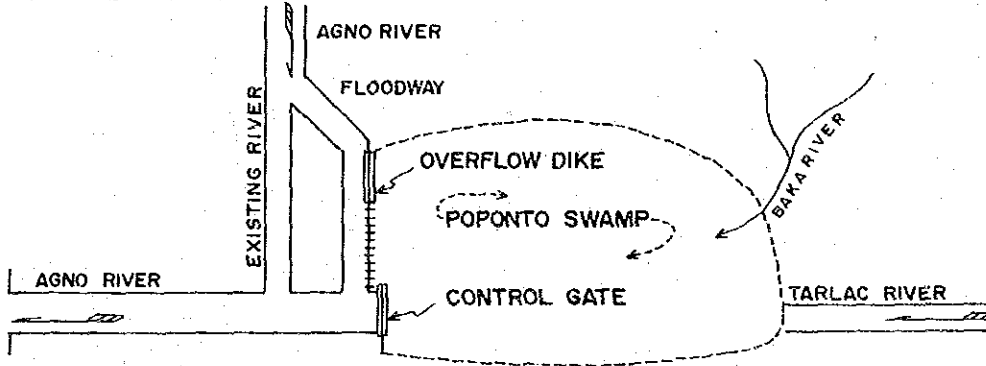 AGNO RIVER
FLOODWAY
EXISTING RIVER
OVERFLOW DIKE
BAKA RIVER
POPONTO SWAMP
AGNO RIVER
CONTROL GATE
TARLAC RIVER